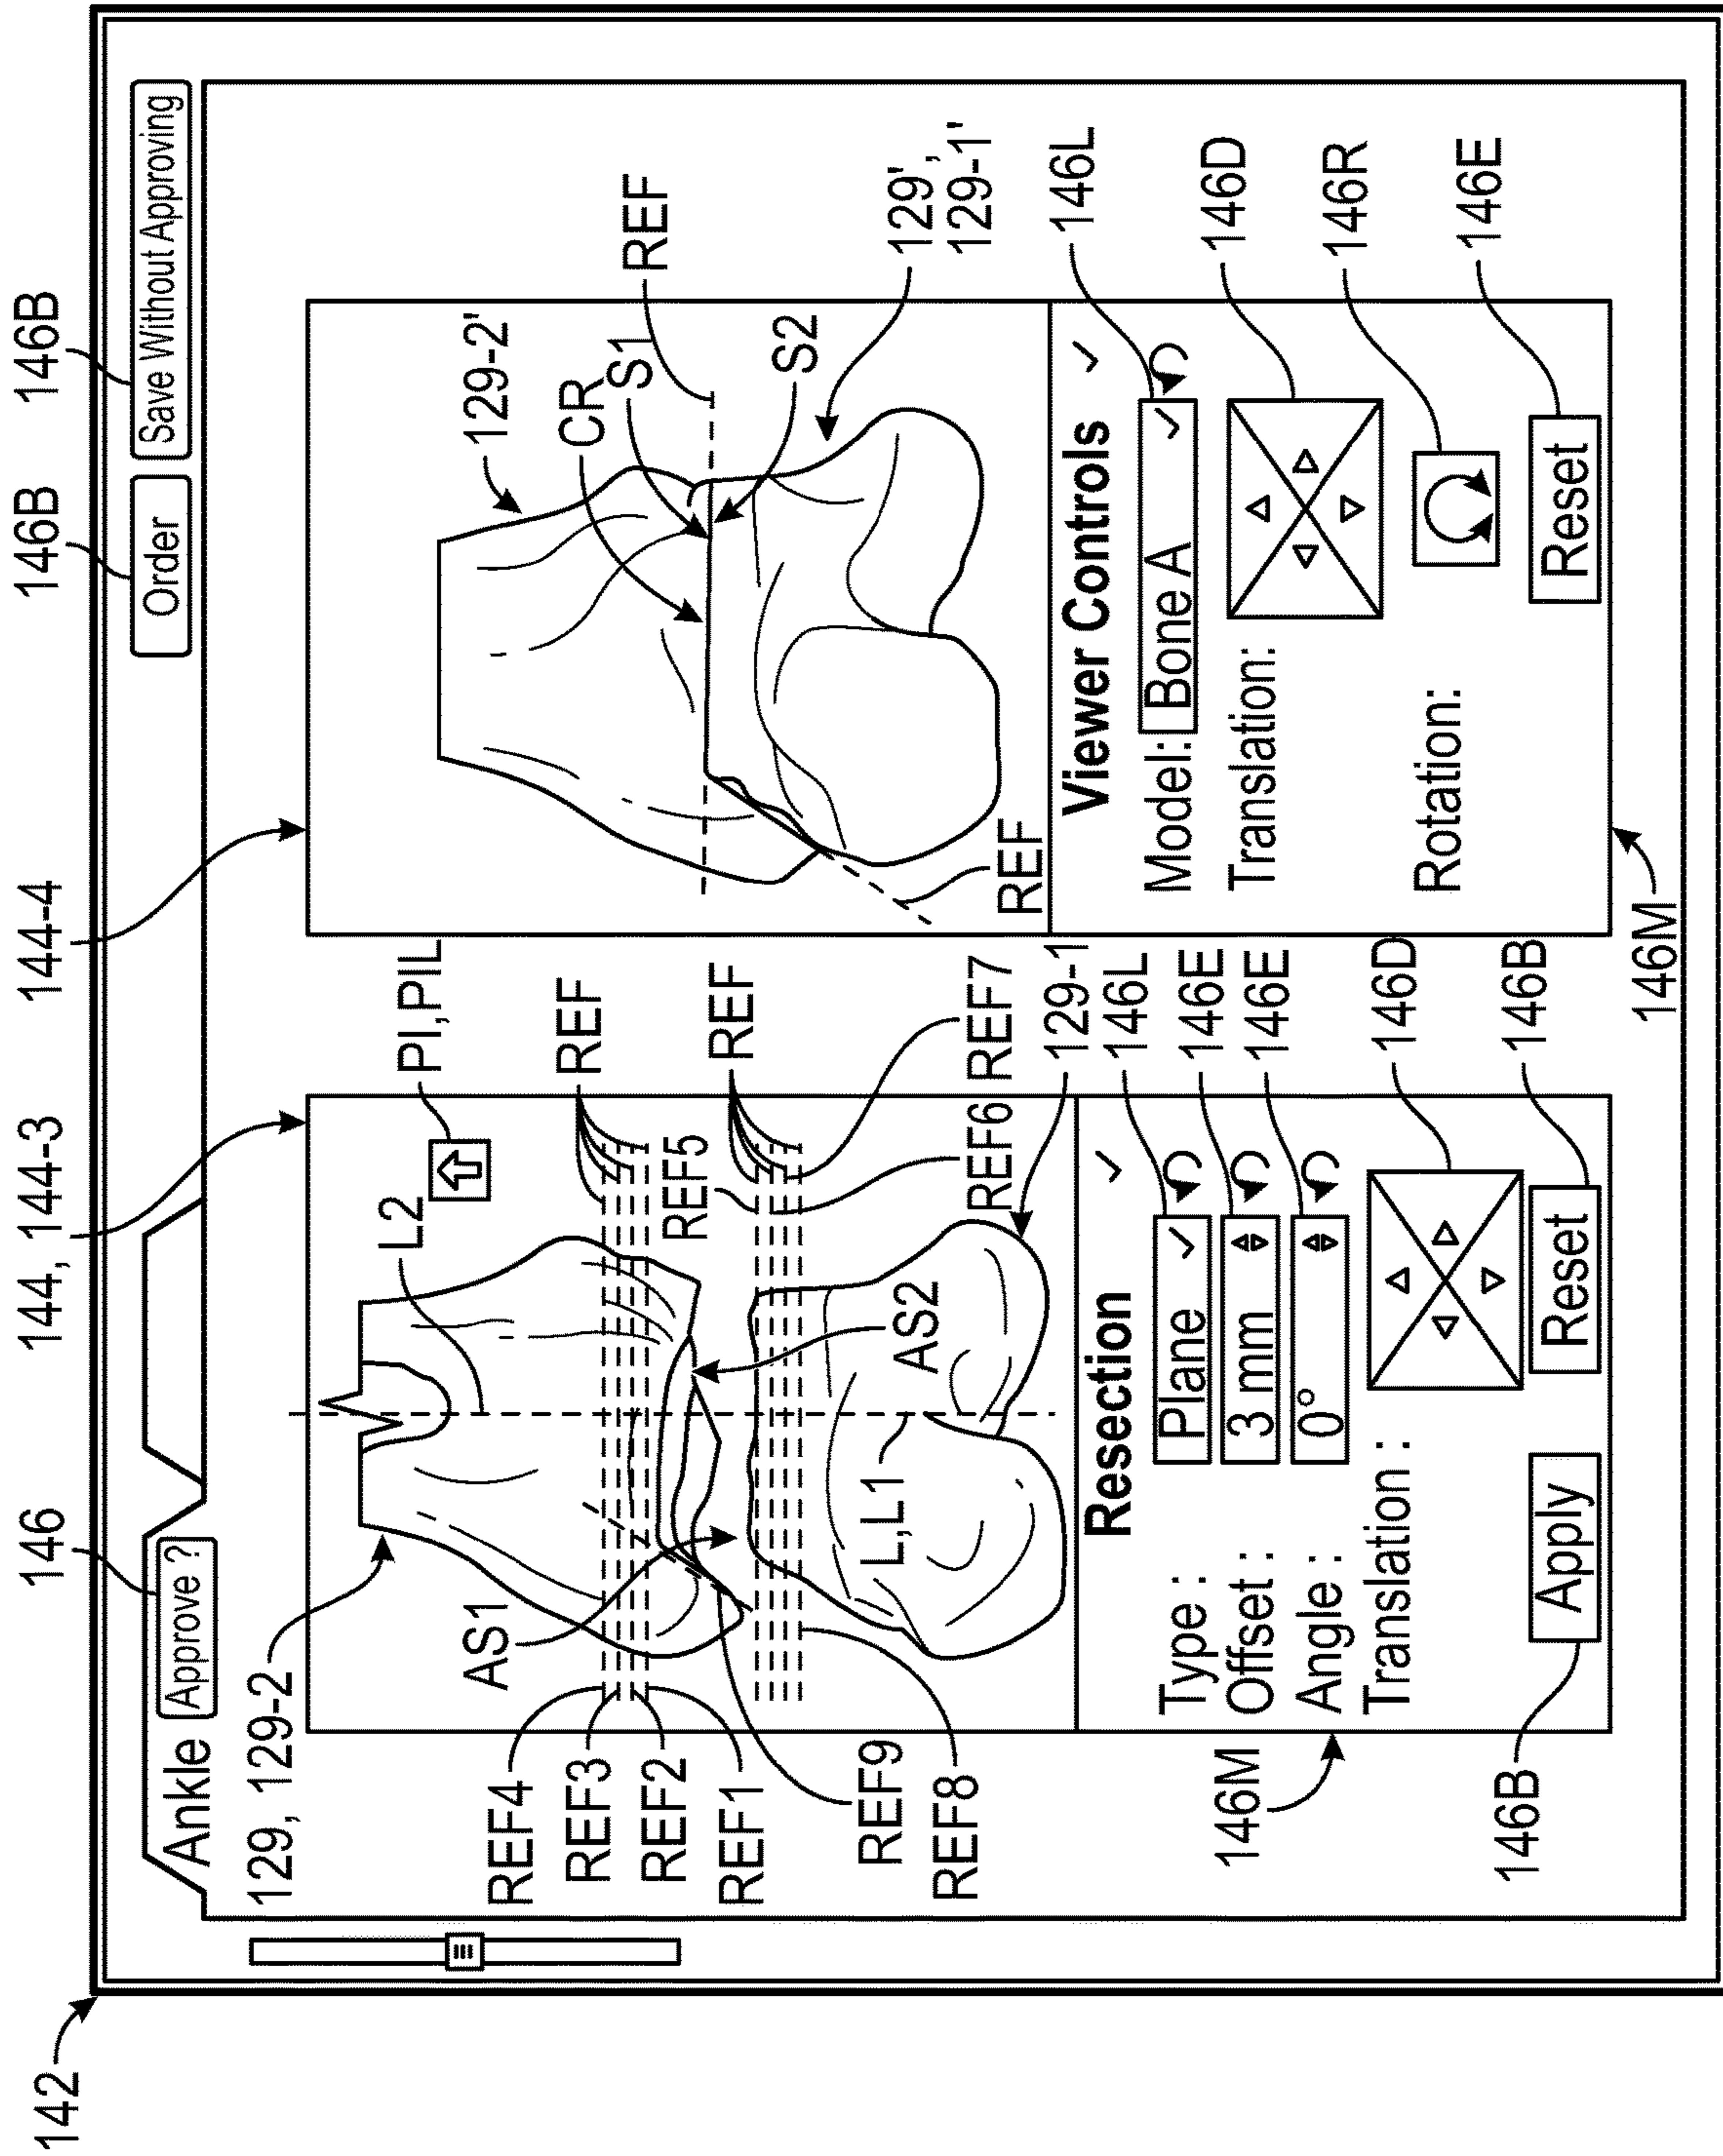 142
146
144, 144-3
144-4
146B
146B
Ankle
Approve ?
Order
Save Without Approving
129, 129-2
L2
PI,PIL
129-2'
CR
S1
REF
S2
REF4
REF3
REF2
REF1
AS1
REF
REF5
REF
AS2
L,L1
REF9
REF8
REF6
REF7
129-1
REF
129',
129-1'
Resection
Type :
Plane
146L
Offset :
3 mm
146E
Angle :
0°
146E
Translation :
146D
Apply
Reset
146B
146B
146M
Viewer Controls
Model:
Bone A
146L
Translation:
146D
Rotation:
146R
Reset
146E
146M